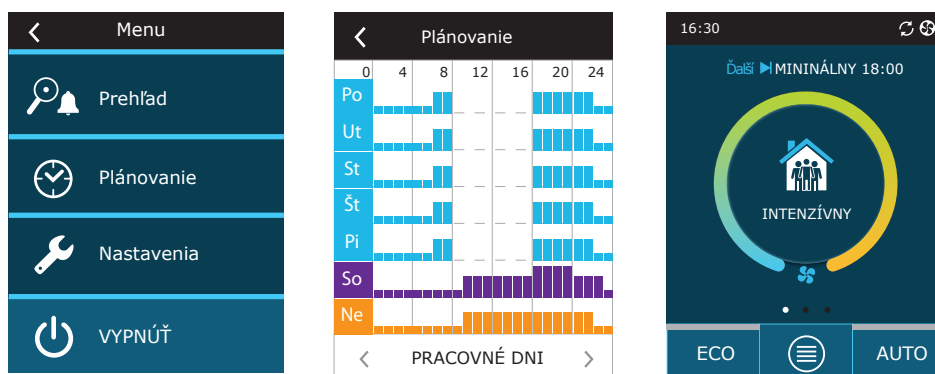 Menu
Prehľad
Plánovanie
Nastavenia
VYPNÚŤ
Plánovanie
0 4 8 12 16 20 24
Po
Ut
St
Št
Pi
So
Ne
PRACOVNÉ DNI
16:30
Ďalší MININÁLNY 18:00
INTENZÍVNY
ECO
AUTO